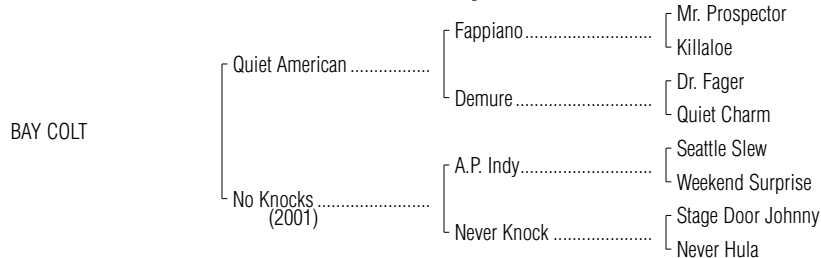 Mr. Prospector
Fappiano
Killaloe
Quiet American
Dr. Fager
Demure
Quiet Charm
BAY COLT
Seattle Slew
A.P. Indy
Weekend Surprise
No Knocks
(2001)
Stage Door Johnny
Never Knock
Never Hula